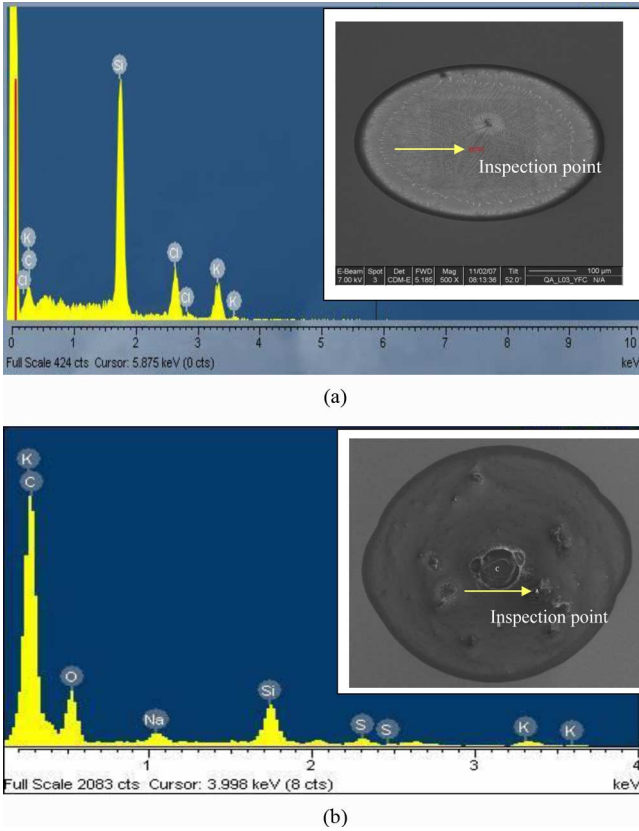 Si
K
C
Cl
Cl
Cl
K
K
Inspection point
E-Beam Spot Det FWD Mag 11/02/07 Tilt 100 µm
7.00 kV 3 CDM-E 5.185 500 X 08:13:36 52.0° QA_L03_YFC N/A
0 1 2 3 4 5 6 7 8 9 10
Full Scale 424 cts Cursor: 5.875 keV (0 cts) keV
(a)
K
C
O
Na
Si
S
S
K
K
c
Inspection point
1 2 3 4
Full Scale 2083 cts Cursor: 3.998 keV (8 cts) keV
(b)